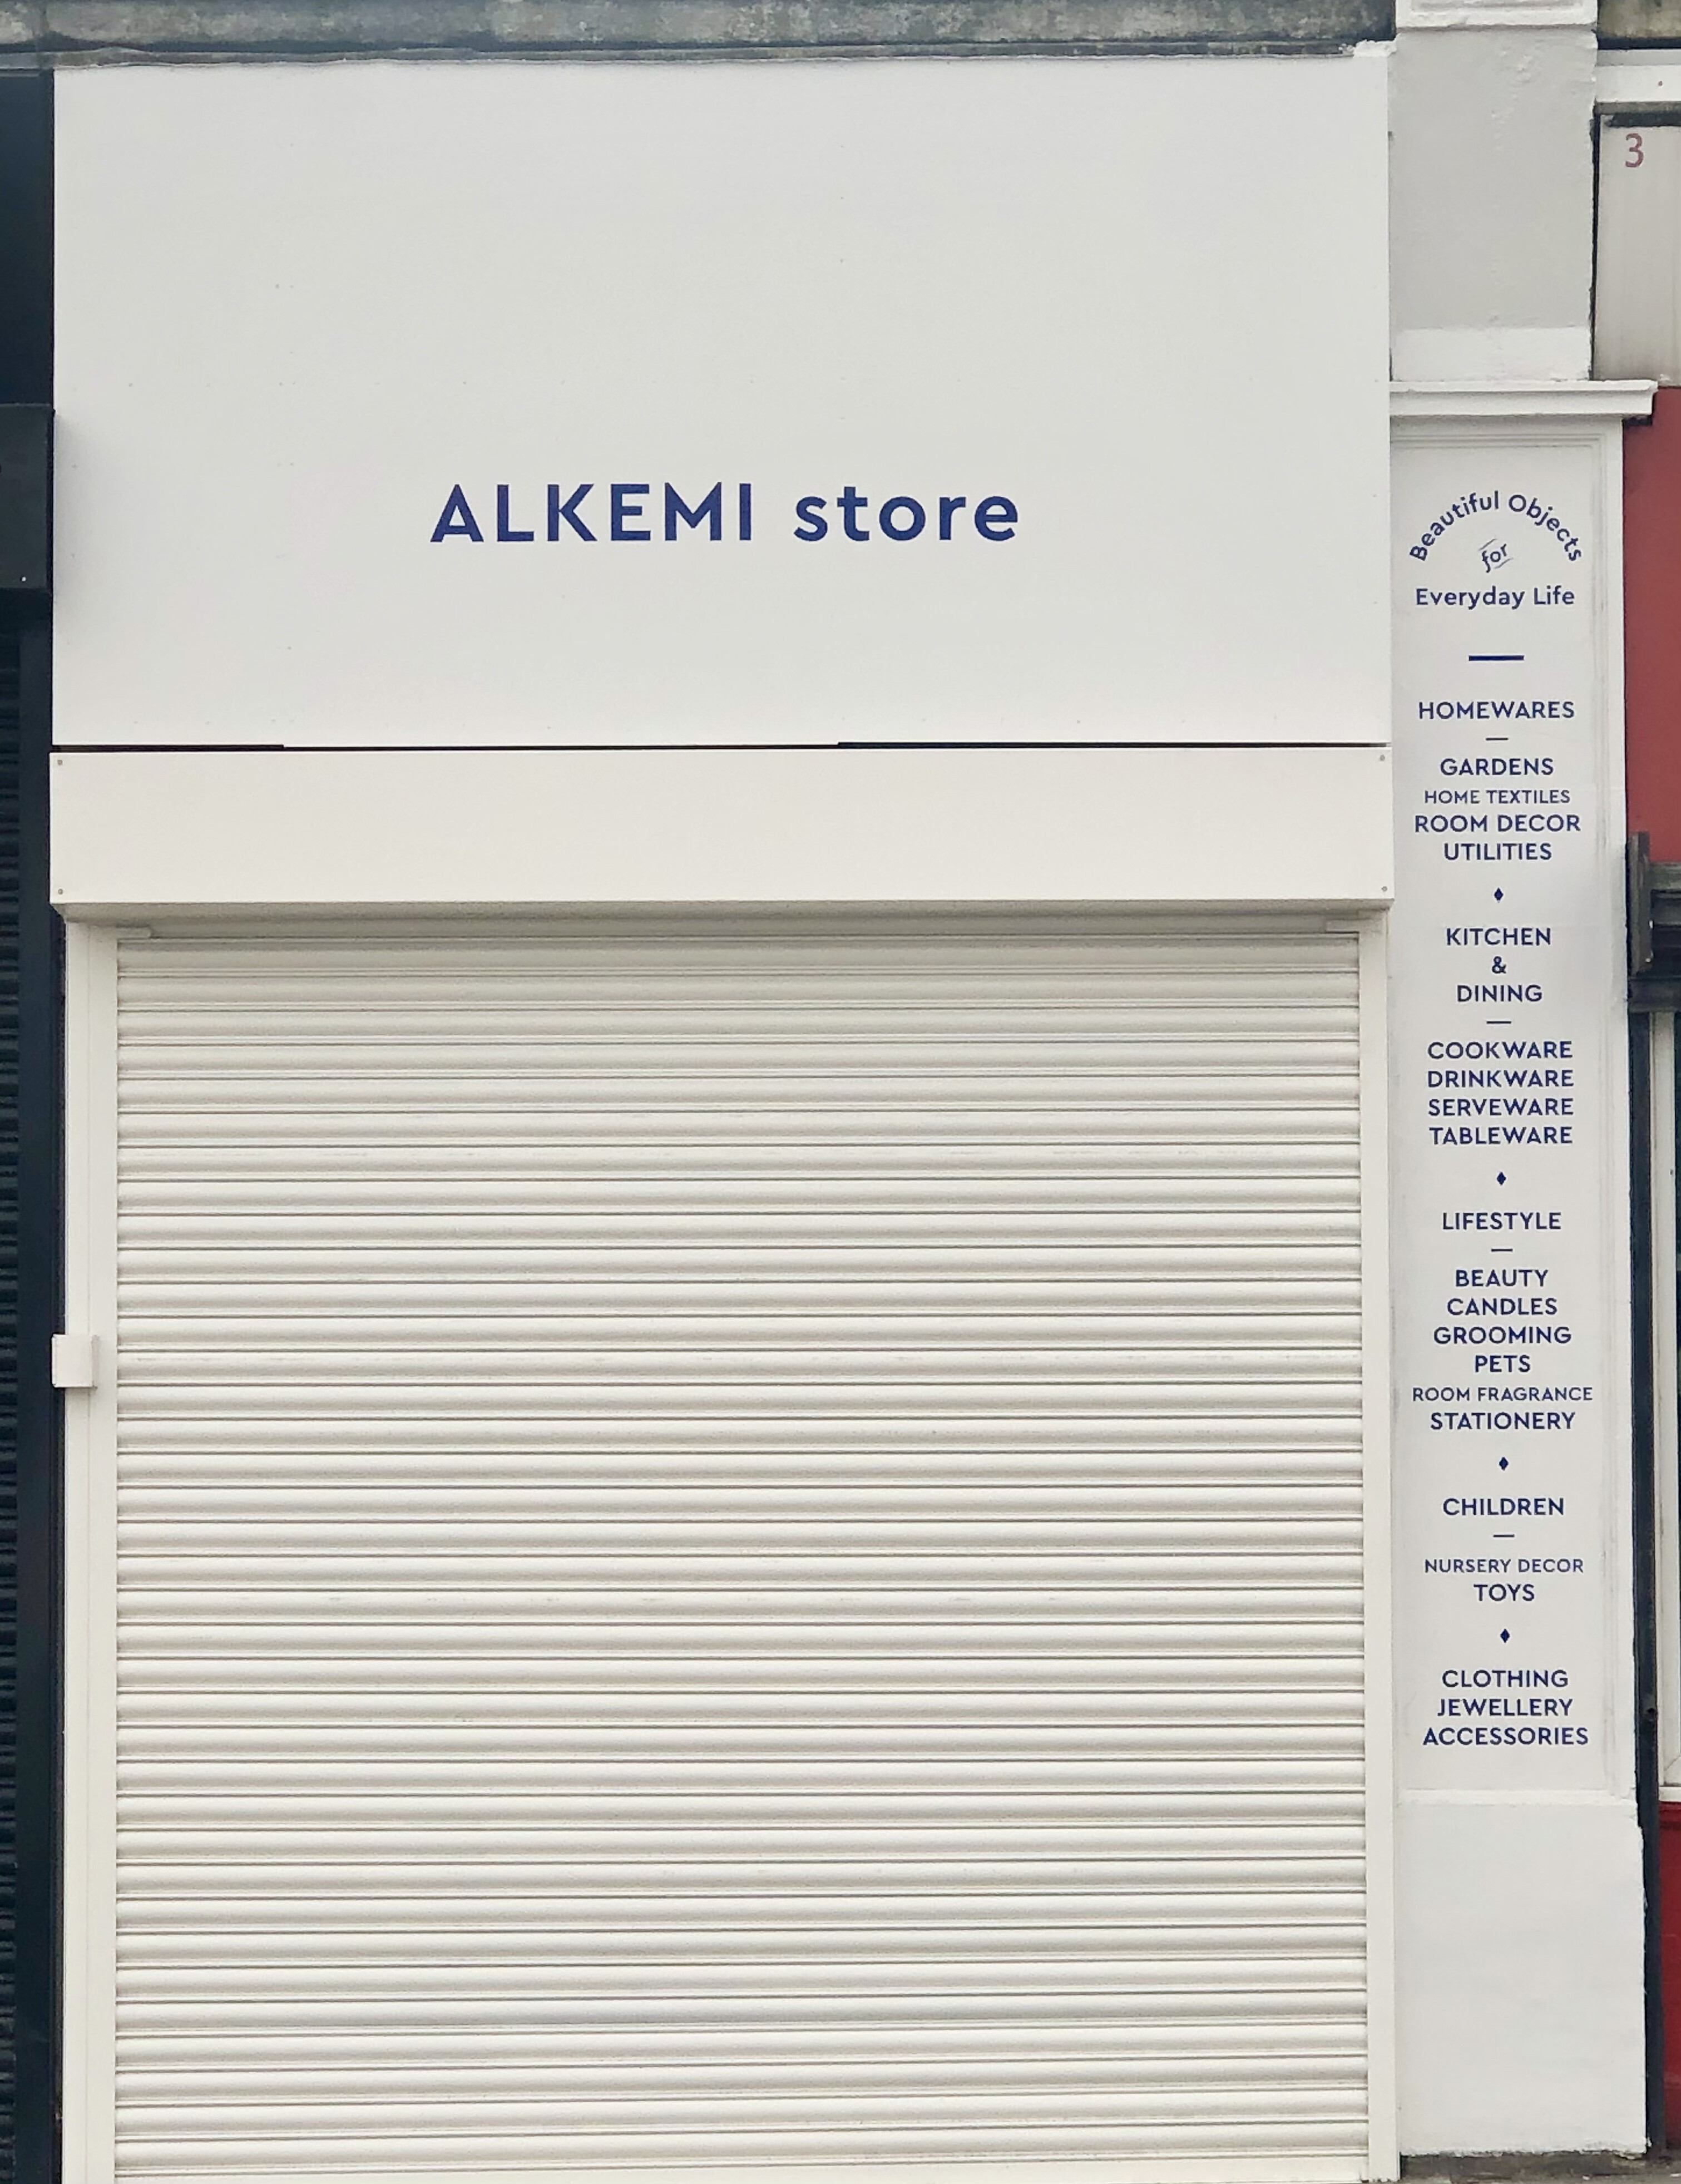 3
ALKEMI store
Beautiful Objects
for
Everyday Life
HOMEWARES
GARDENS
HOME TEXTILES
ROOM DECOR
UTILITIES
KITCHEN
&
DINING
COOKWARE
DRINKWARE
SERVEWARE
TABLEWARE
LIFESTYLE
BEAUTY
CANDLES
GROOMING
PETS
ROOM FRAGRANCE
STATIONERY
CHILDREN
NURSERY DECOR
TOYS
CLOTHING
JEWELLERY
ACCESSORIES